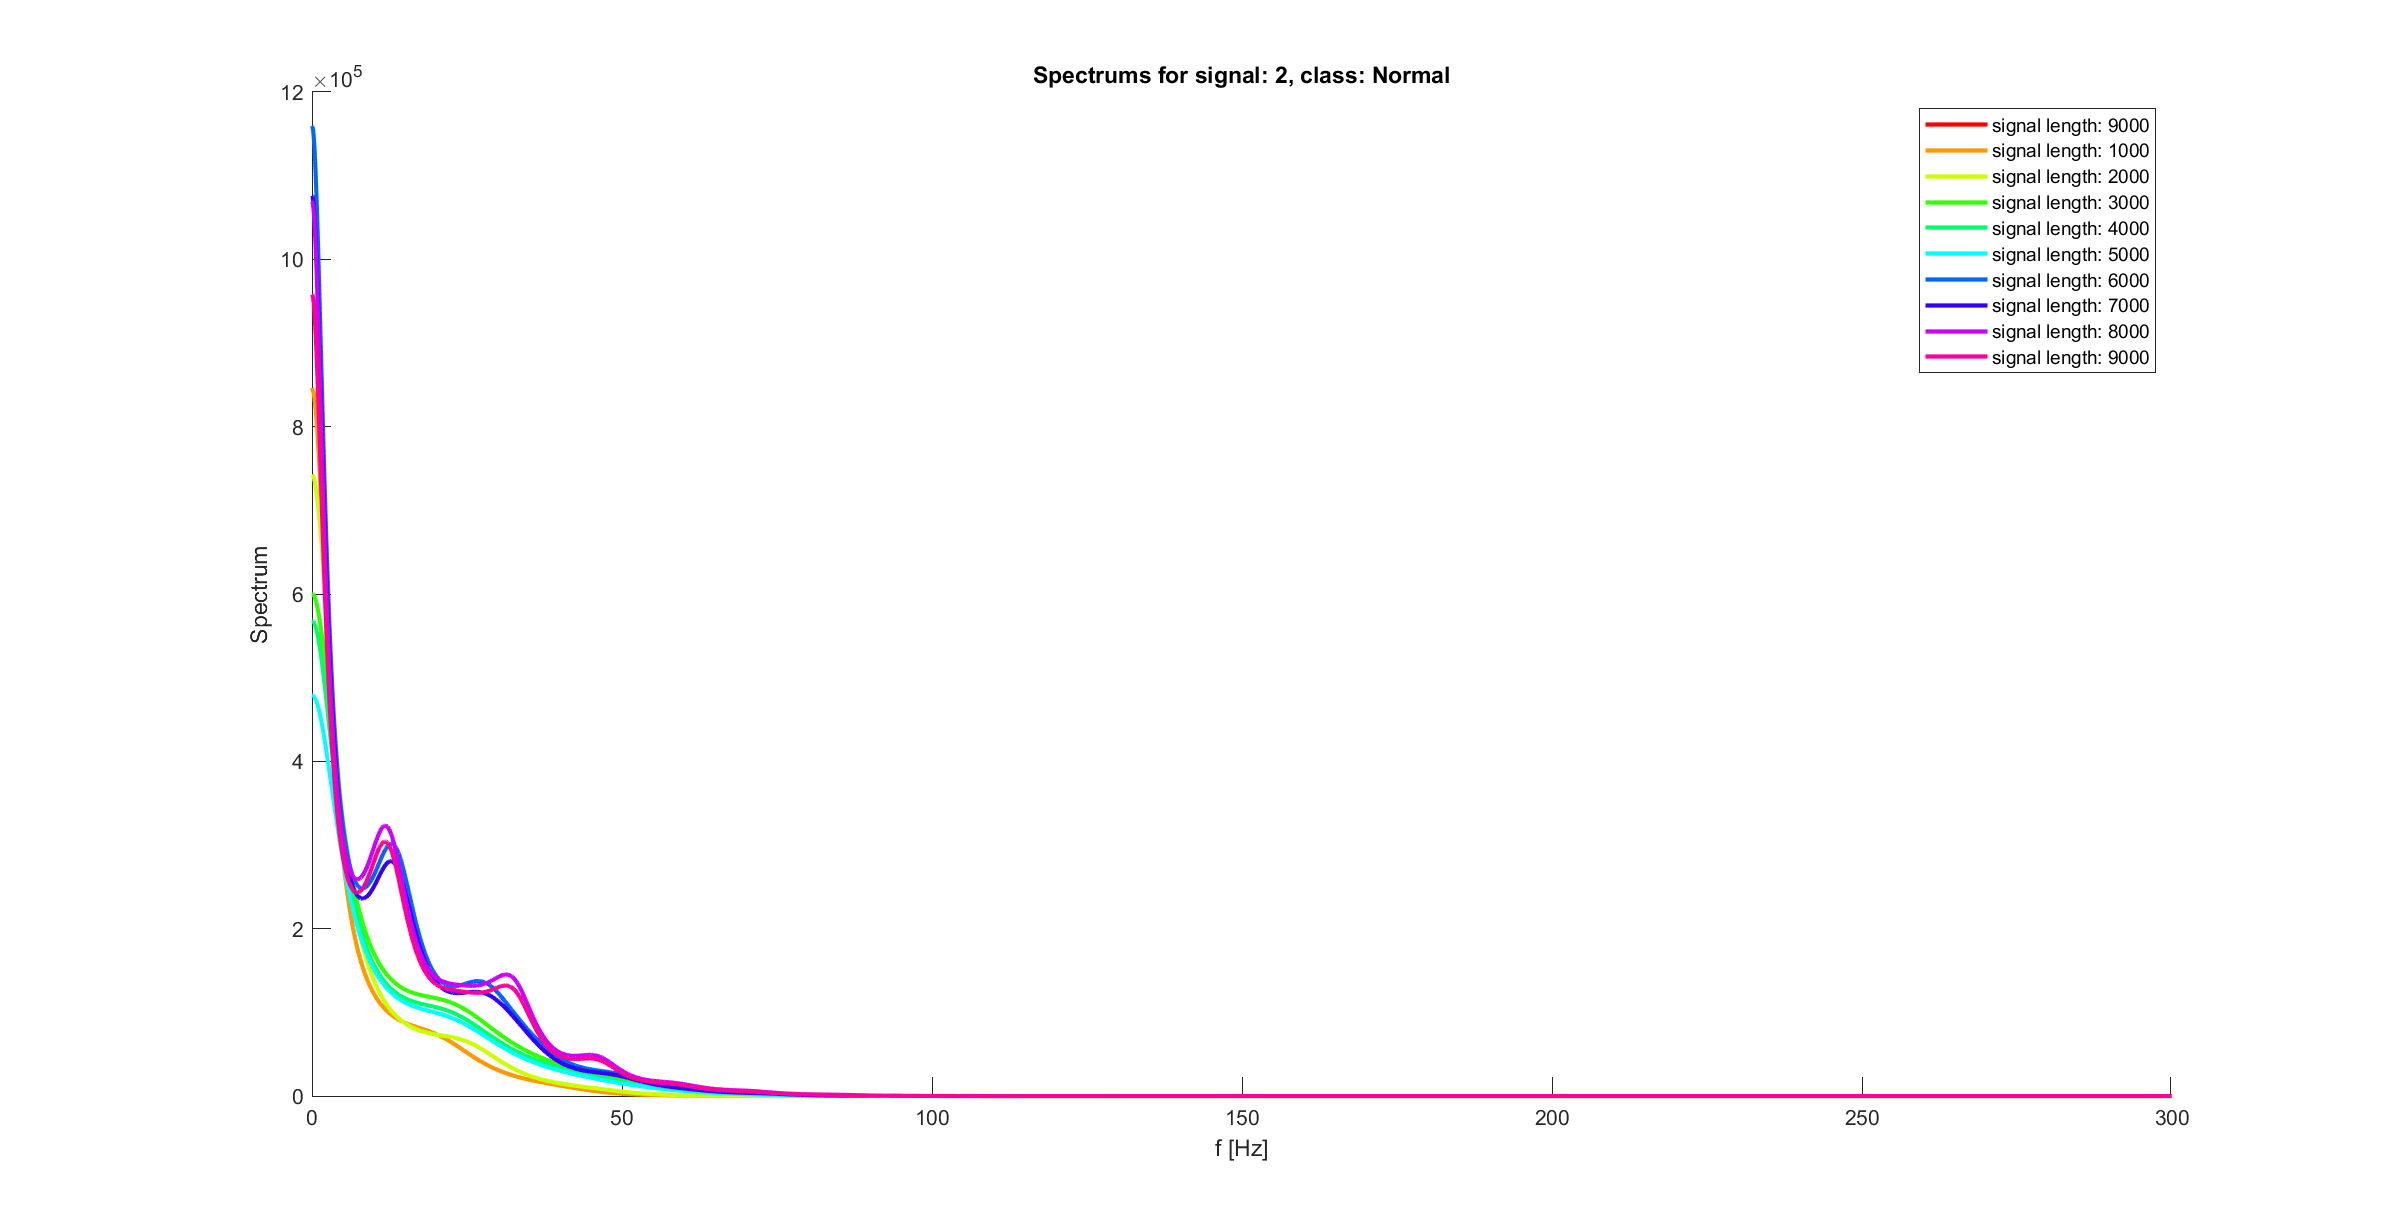 Spectrums for signal: 2, class: Normal
×10^5
12
10
8
6
4
2
0
Spectrum
0 50 100 150 200 250 300
f [Hz]
signal length: 9000
signal length: 1000
signal length: 2000
signal length: 3000
signal length: 4000
signal length: 5000
signal length: 6000
signal length: 7000
signal length: 8000
signal length: 9000